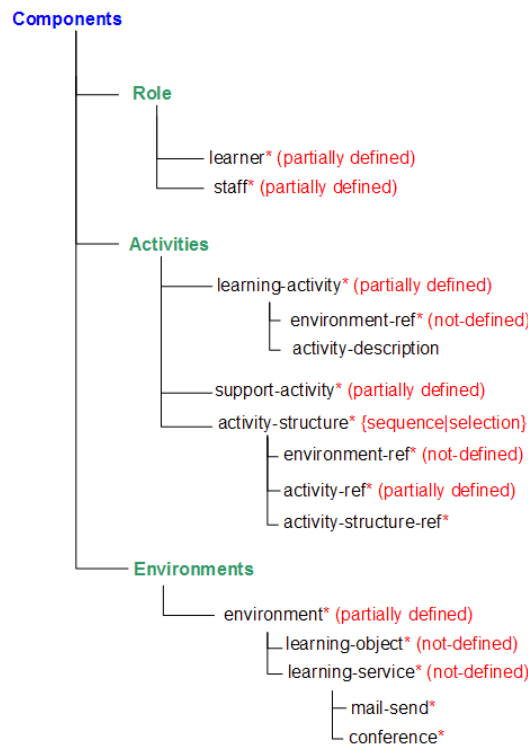 Components
Role
learner* (partially defined)
staff* (partially defined)
Activities
learning-activity* (partially defined)
environment-ref* (not-defined)
activity-description
support-activity* (partially defined)
activity-structure* {sequence|selection}
environment-ref* (not-defined)
activity-ref* (partially defined)
activity-structure-ref*
Environments
environment* (partially defined)
learning-object* (not-defined)
learning-service* (not-defined)
mail-send*
conference*